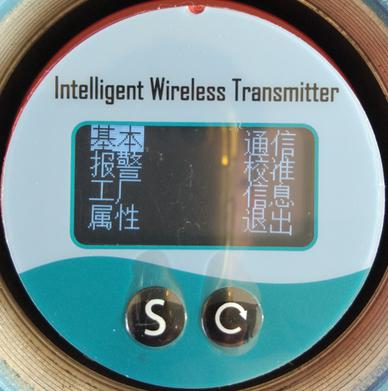 Intelligent Wireless Transmitter
基本 通信
报警 校准
工厂 信息
属性 退出
S C